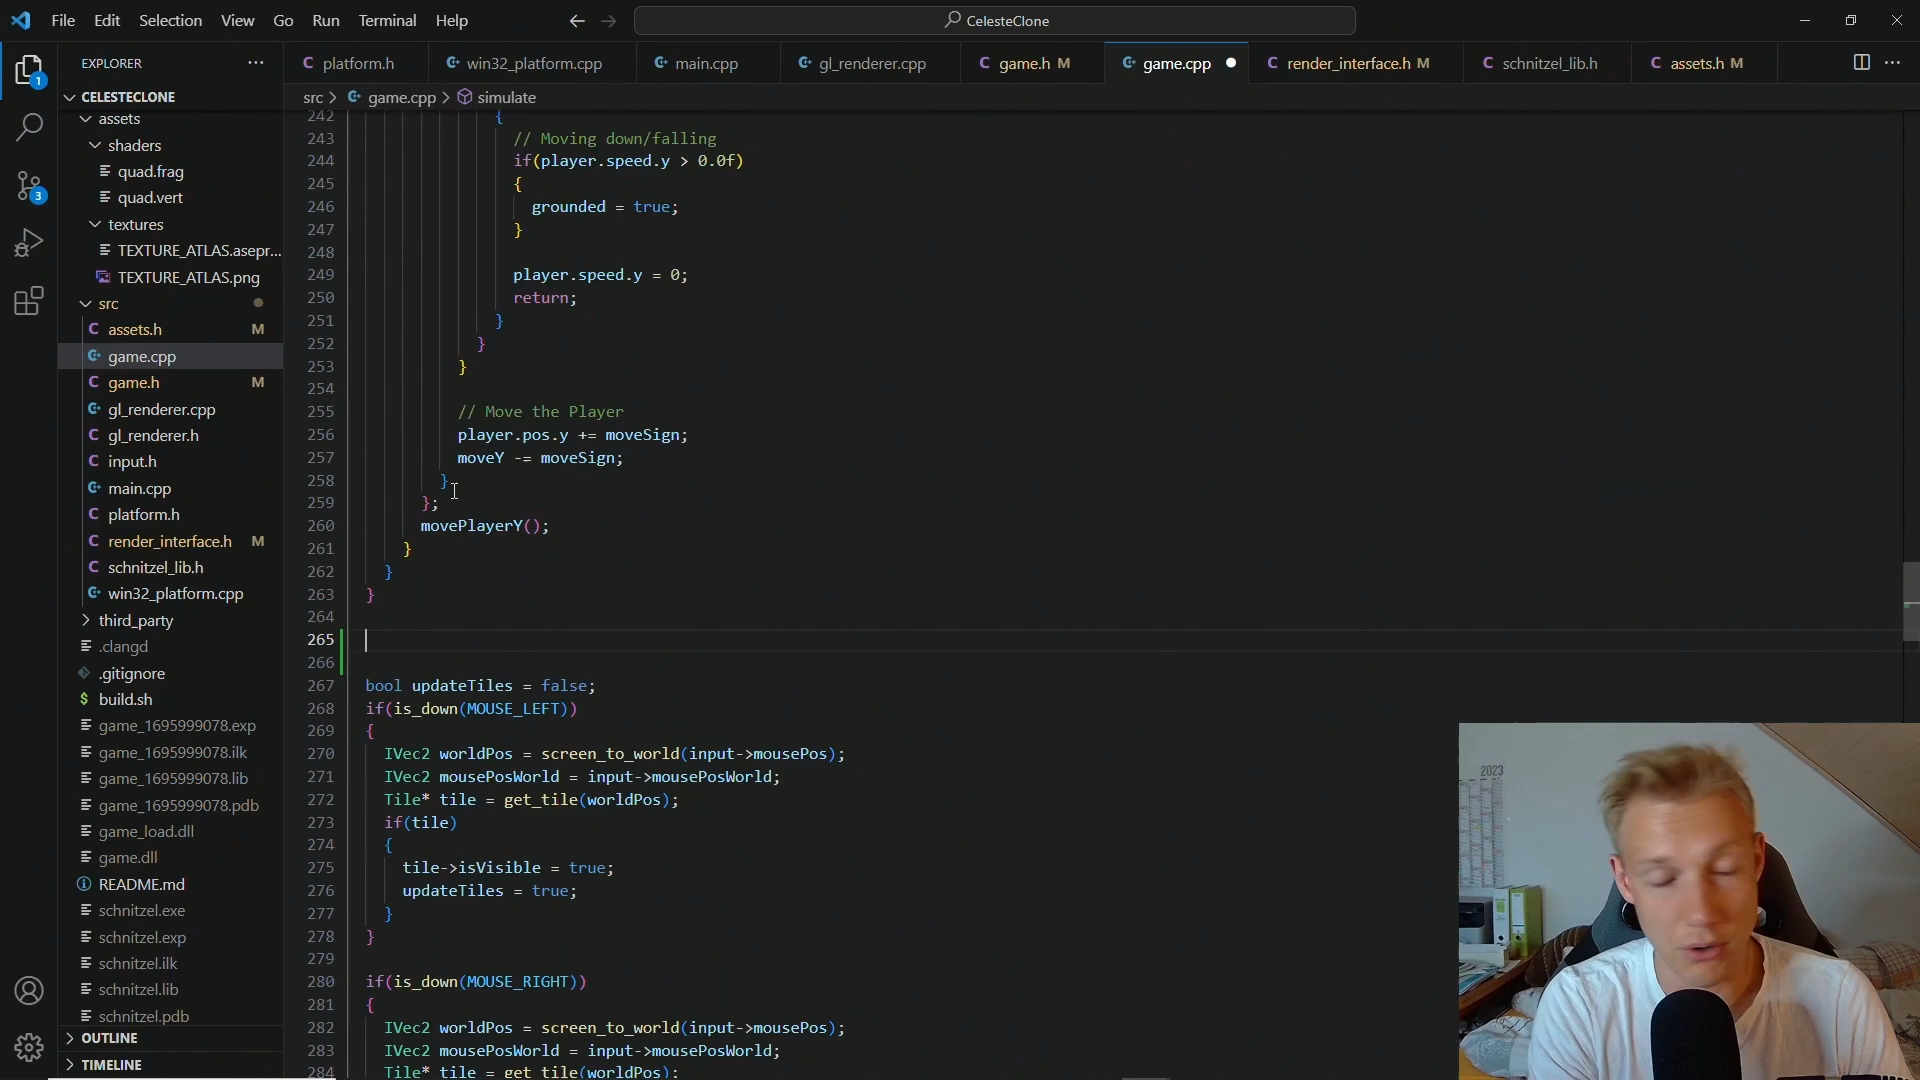 File Edit Selection View Go Run Terminal Help
CelesteClone
EXPLORER
platform.h
win32_platform.cpp
main.cpp
gl_renderer.cpp
game.h M
game.cpp
render_interface.h M
schnitzel_lib.h
assets.h M
src > game.cpp > simulate
CELESTECLONE
assets
shaders
quad.frag
quad.vert
textures
TEXTURE_ATLAS.asepr...
TEXTURE_ATLAS.png
src
assets.h M
game.cpp
game.h M
gl_renderer.cpp
gl_renderer.h
input.h
main.cpp
platform.h
render_interface.h M
schnitzel_lib.h
win32_platform.cpp
third_party
.clangd
.gitignore
build.sh
game_1695999078.exp
game_1695999078.ilk
game_1695999078.lib
game_1695999078.pdb
game_load.dll
game.dll
README.md
schnitzel.exe
schnitzel.exp
schnitzel.ilk
schnitzel.lib
schnitzel.pdb
OUTLINE
TIMELINE
1
3
242 {
243 // Moving down/falling
244 if(player.speed.y > 0.0f)
245 {
246 grounded = true;
247 }
248
249 player.speed.y = 0;
250 return;
251 }
252 }
253 }
254
255 // Move the Player
256 player.pos.y += moveSign;
257 moveY -= moveSign;
258 }
259 };
260 movePlayerY();
261 }
262 }
263 }
264
265
266
267 bool updateTiles = false;
268 if(is_down(MOUSE_LEFT))
269 {
270 IVec2 worldPos = screen_to_world(input->mousePos);
271 IVec2 mousePosWorld = input->mousePosWorld;
272 Tile* tile = get_tile(worldPos);
273 if(tile)
274 {
275 tile->isVisible = true;
276 updateTiles = true;
277 }
278 }
279
280 if(is_down(MOUSE_RIGHT))
281 {
282 IVec2 worldPos = screen_to_world(input->mousePos);
283 IVec2 mousePosWorld = input->mousePosWorld;
284 Tile* tile = get_tile(worldPos);
2023